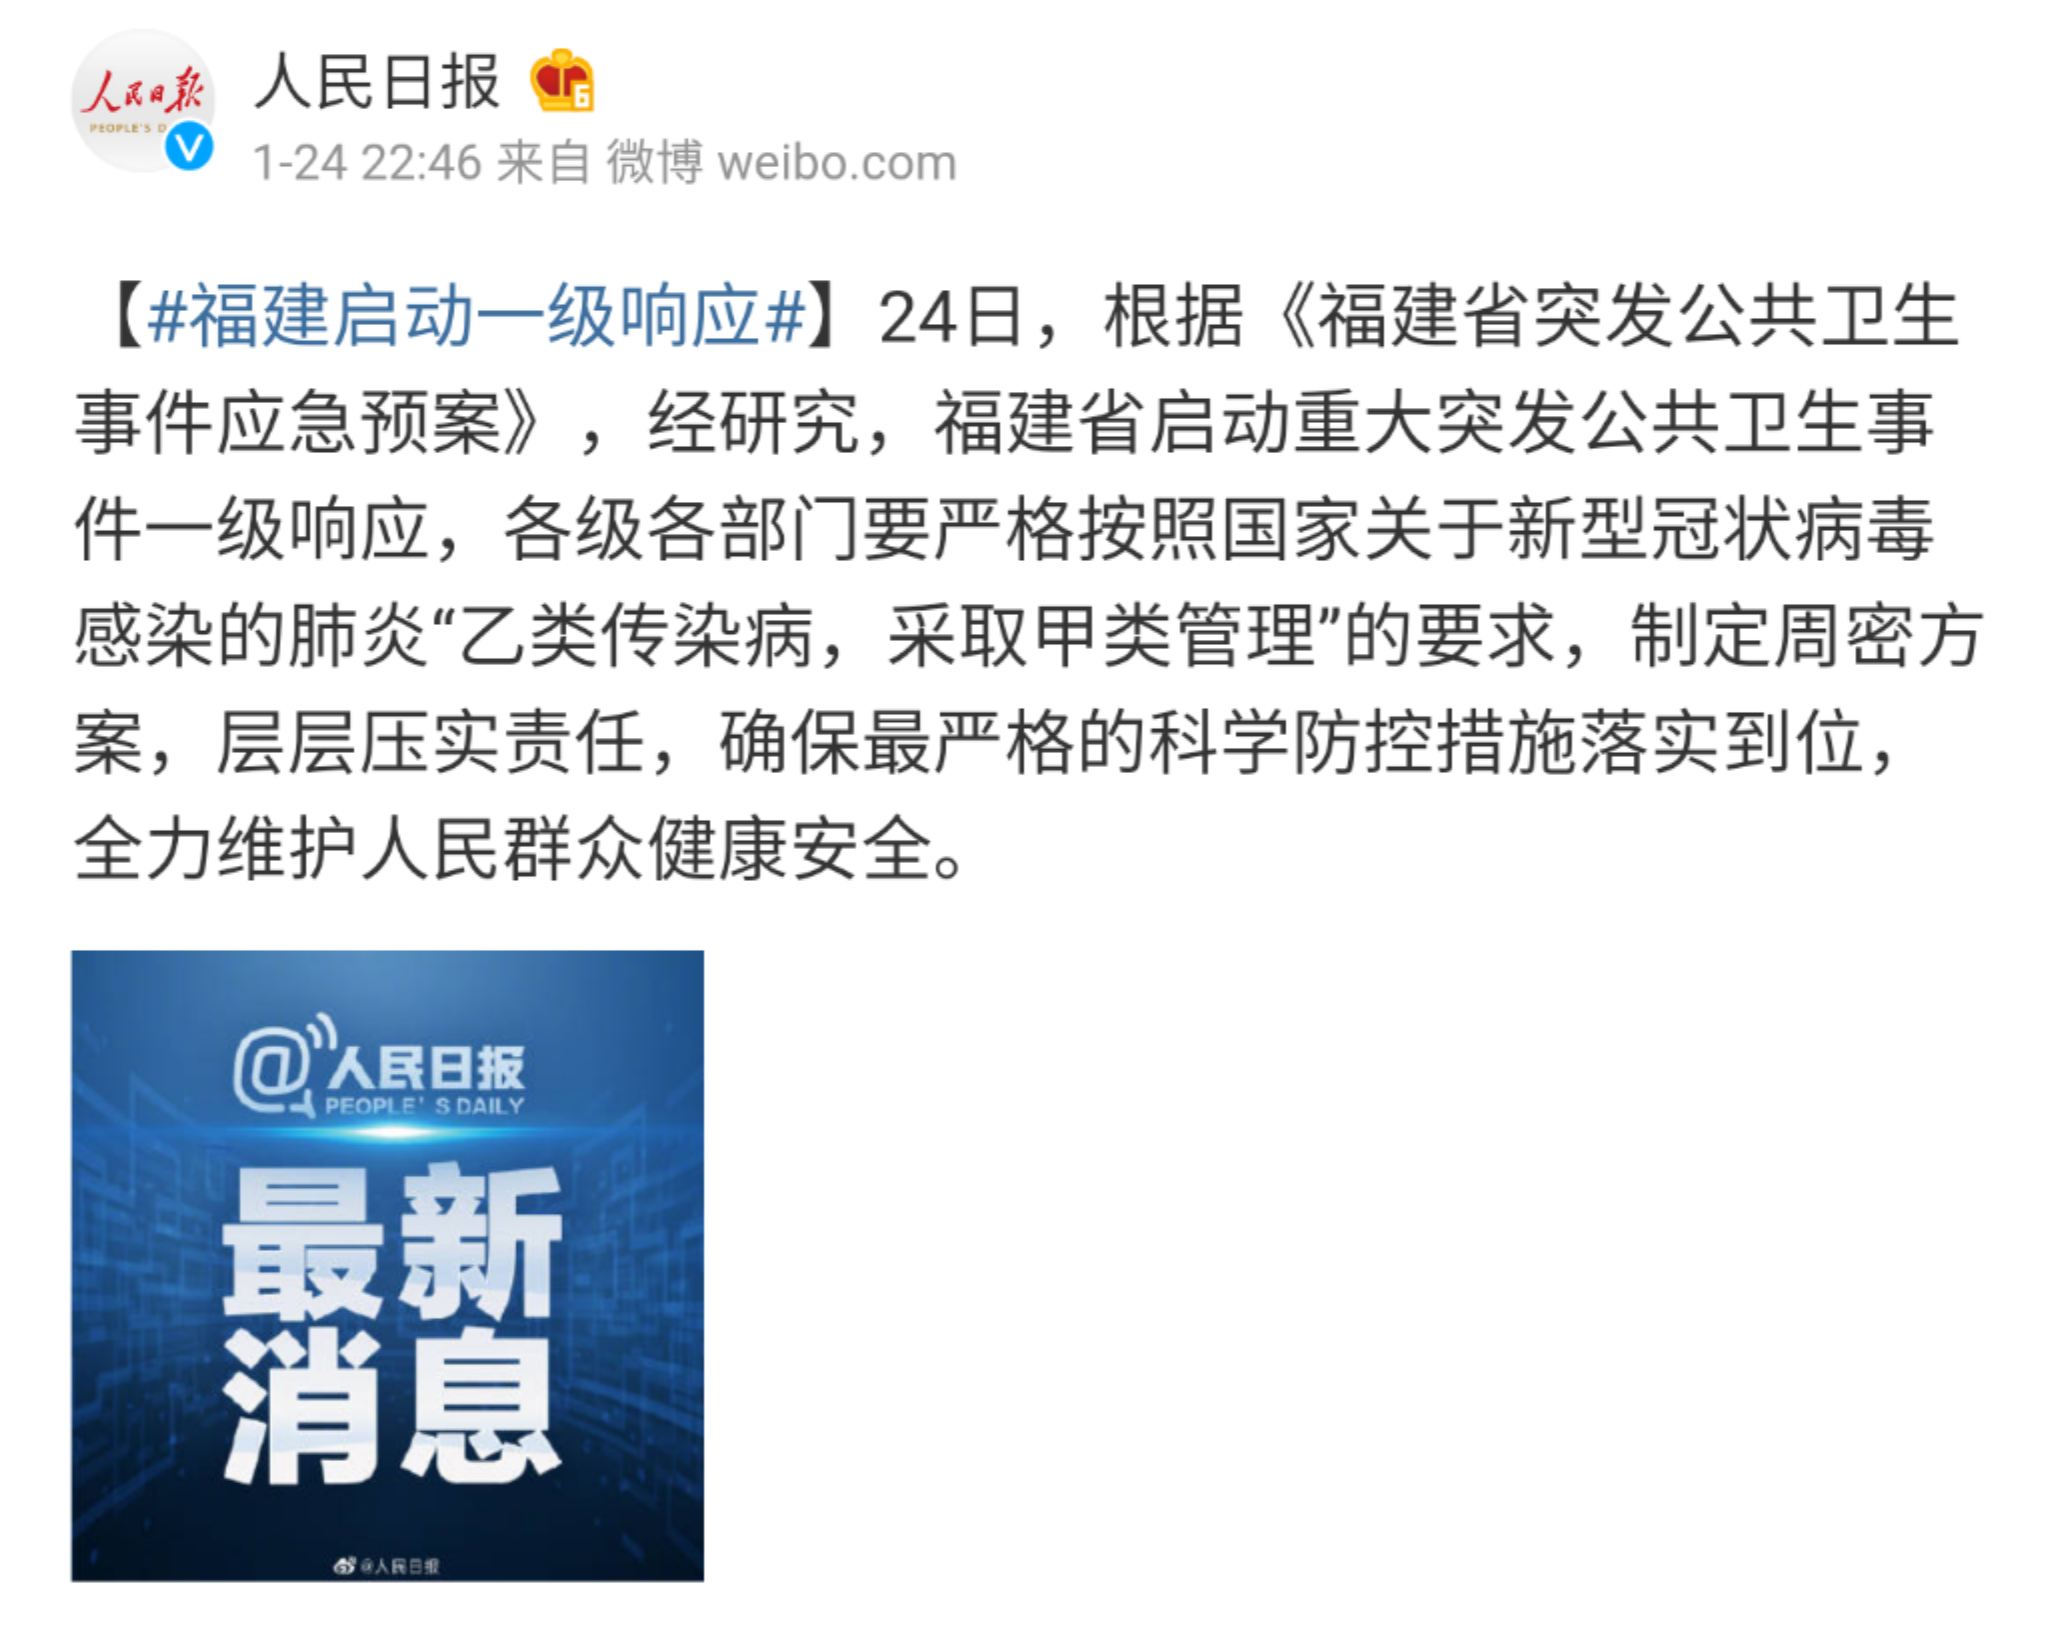 人民日报
PEOPLE'S D
人民日报
6
1-24 22:46 来自 微博 weibo.com
【#福建启动一级响应#】24日，根据《福建省突发公共卫生
事件应急预案》，经研究，福建省启动重大突发公共卫生事
件一级响应，各级各部门要严格按照国家关于新型冠状病毒
感染的肺炎“乙类传染病，采取甲类管理”的要求，制定周密方
案，层层压实责任，确保最严格的科学防控措施落实到位，
全力维护人民群众健康安全。
@人民日报
PEOPLE'S DAILY
最新
消息
@人民日报